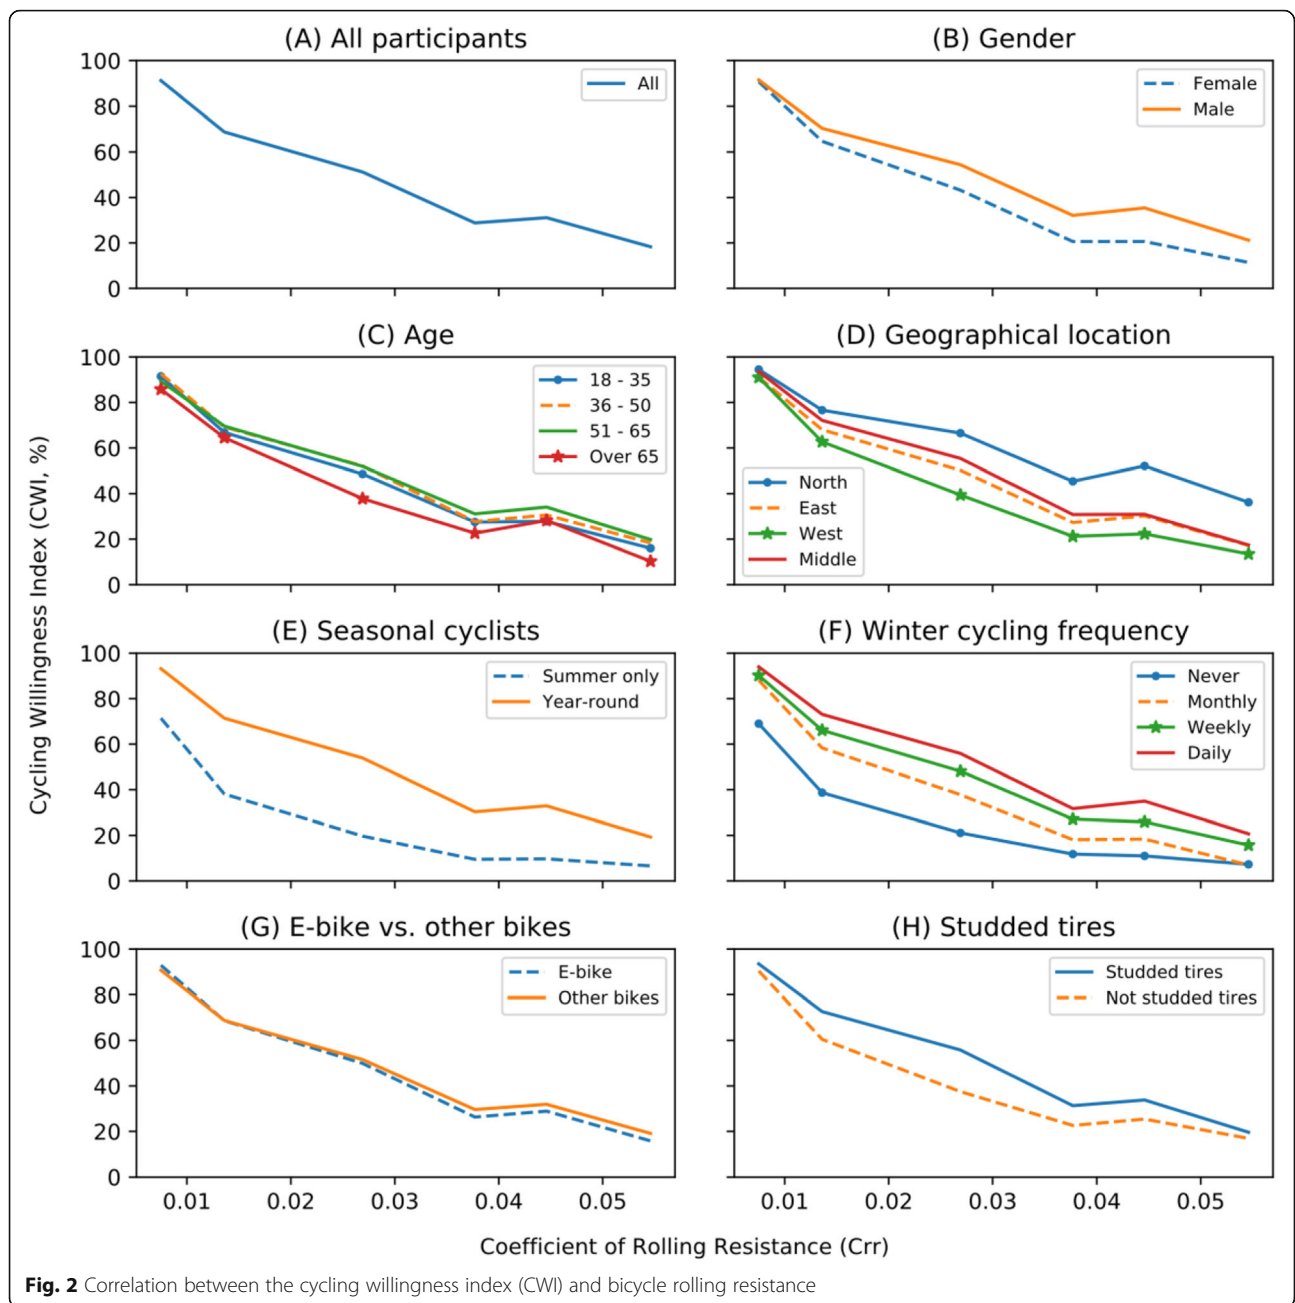 (A) All participants
100
80
60
40
20
0
All
(B) Gender
Female
Male
(C) Age
100
80
60
40
20
0
18 - 35
36 - 50
51 - 65
Over 65
(D) Geographical location
North
East
West
Middle
Cycling Willingness Index (CWI, %)
(E) Seasonal cyclists
100
80
60
40
20
0
Summer only
Year-round
(F) Winter cycling frequency
Never
Monthly
Weekly
Daily
(G) E-bike vs. other bikes
100
80
60
40
20
0
E-bike
Other bikes
0.01 0.02 0.03 0.04 0.05
(H) Studded tires
Studded tires
Not studded tires
0.01 0.02 0.03 0.04 0.05
Coefficient of Rolling Resistance (Crr)
Fig. 2 Correlation between the cycling willingness index (CWI) and bicycle rolling resistance